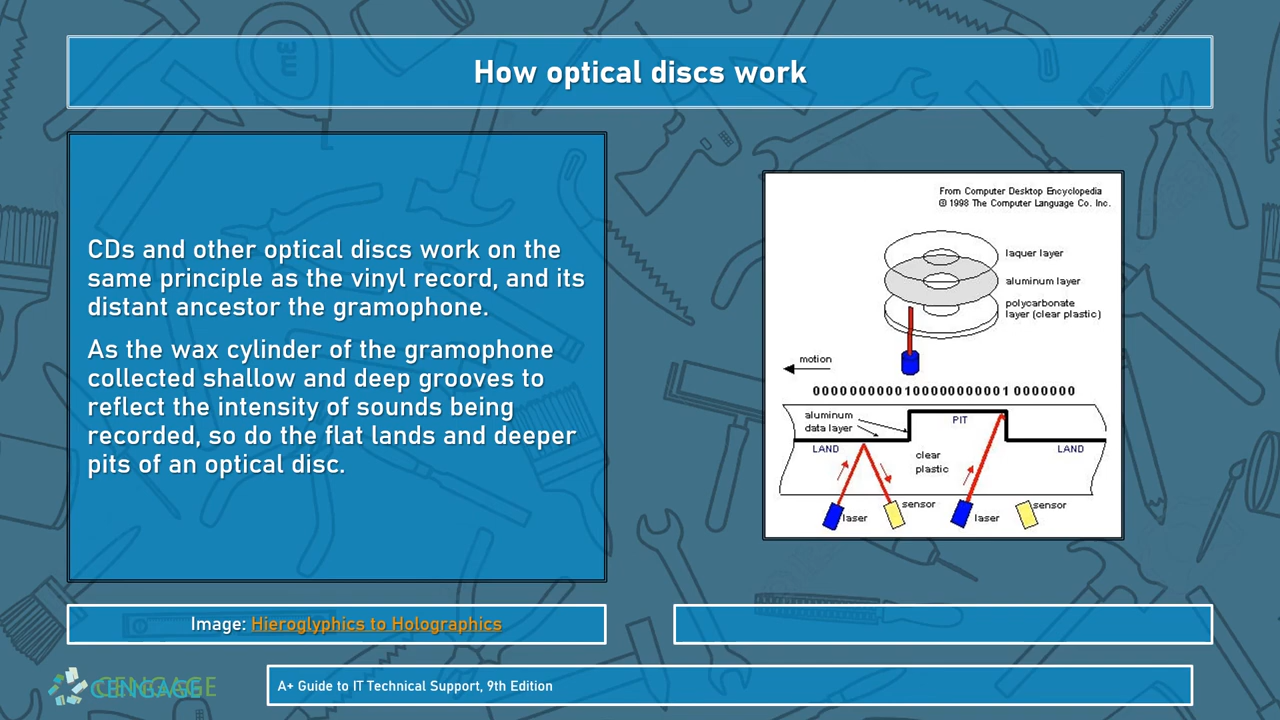 How optical discs work
CDs and other optical discs work on the
same principle as the vinyl record, and its
distant ancestor the gramophone.
As the wax cylinder of the gramophone
collected shallow and deep grooves to
reflect the intensity of sounds being
recorded, so do the flat lands and deeper
pits of an optical disc.
From Computer Desktop Encyclopedia
© 1998 The Computer Language Co. Inc.
laquer layer
aluminum layer
polycarbonate
layer (clear plastic)
motion
0000000000100000000001 0000000
aluminum
data layer
PIT
LAND
LAND
clear
plastic
laser
sensor
laser
sensor
Image: Hieroglyphics to Holographics
CENGAGE
A+ Guide to IT Technical Support, 9th Edition